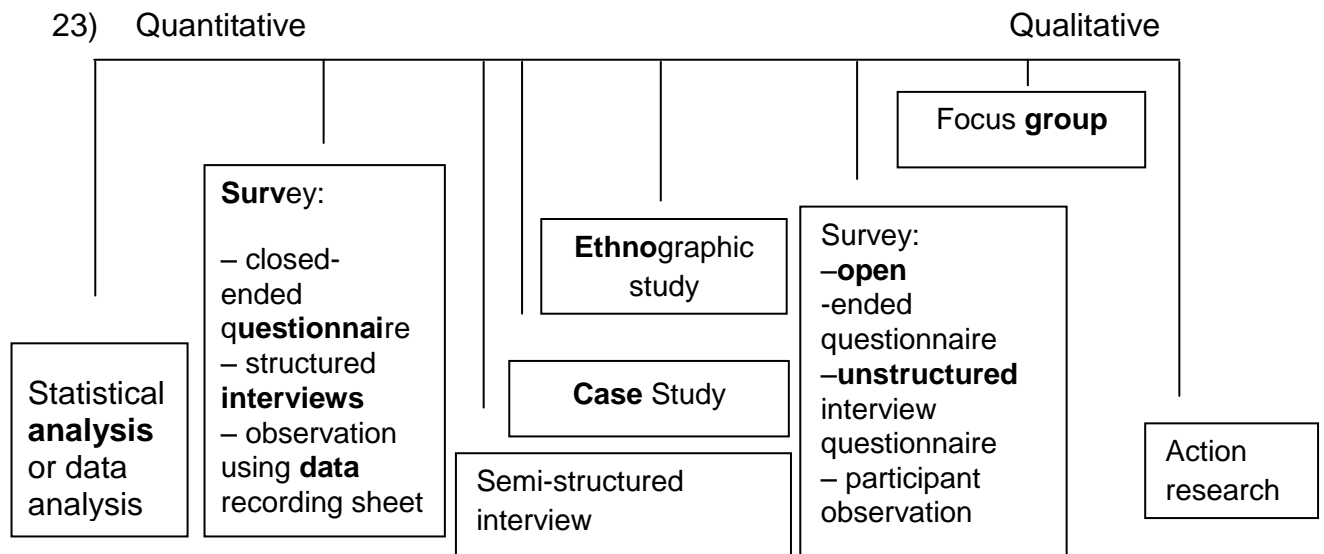 23) Quantitative Qualitative
Statistical
analysis
or data
analysis
Survey:
– closed-
ended
questionnaire
– structured
interviews
– observation
using data
recording sheet
Semi-structured
interview
Case Study
Ethnographic
study
Survey:
–open
-ended
questionnaire
–unstructured
interview
questionnaire
– participant
observation
Focus group
Action
research